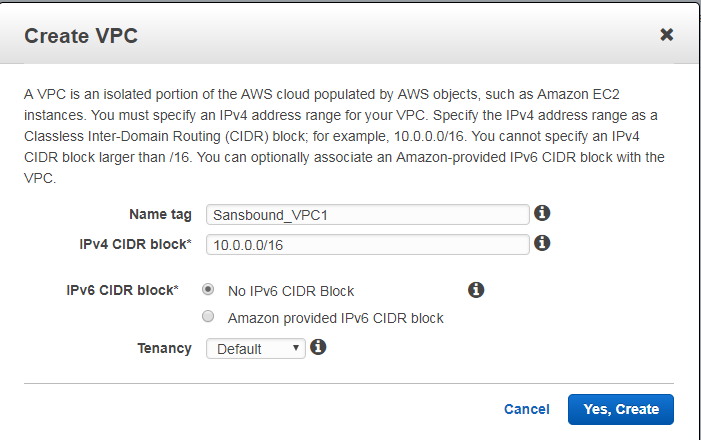 Create VPC
A VPC is an isolated portion of the AWS cloud populated by AWS objects, such as Amazon EC2
instances. You must specify an IPv4 address range for your VPC. Specify the IPv4 address range as a
Classless Inter-Domain Routing (CIDR) block; for example, 10.0.0.0/16. You cannot specify an IPv4
CIDR block larger than /16. You can optionally associate an Amazon-provided IPv6 CIDR block with the
VPC.
Name tag Sansbound_VPC1
IPv4 CIDR block* 10.0.0.0/16
IPv6 CIDR block* No IPv6 CIDR Block
Amazon provided IPv6 CIDR block
Tenancy Default
Cancel Yes, Create